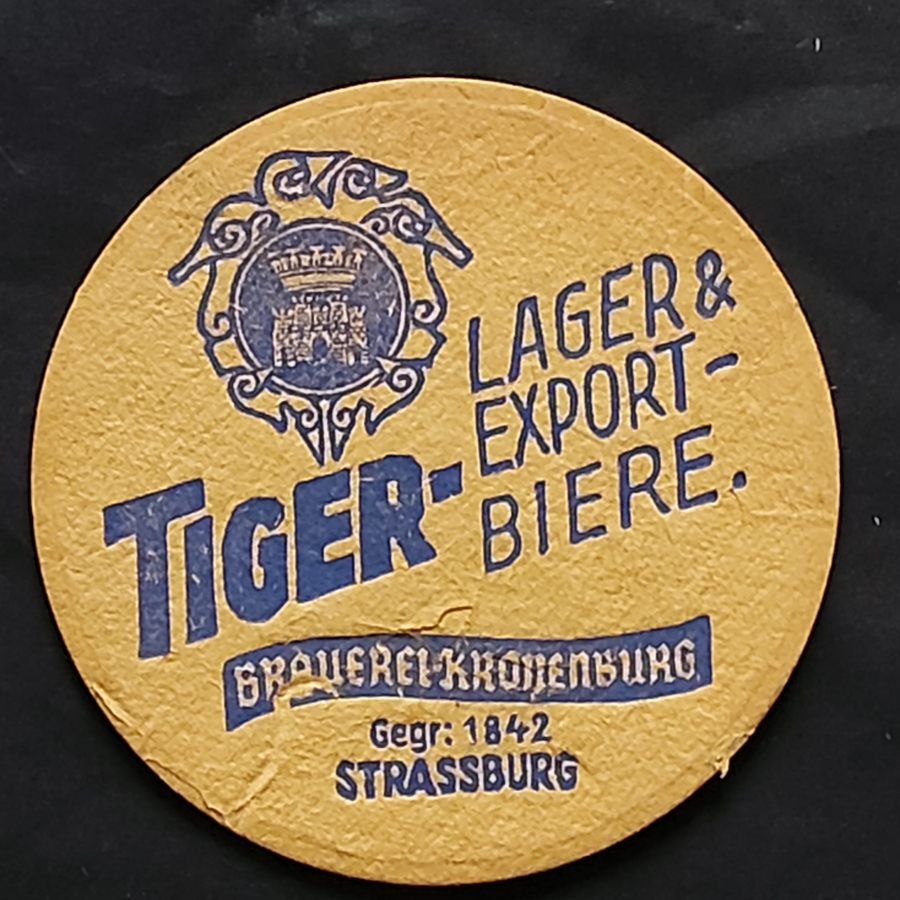 LAGER &
EXPORT-
TIGER- BIERE.
BRAUEREI-KRONENBURG
Gegr: 1842
STRASSBURG